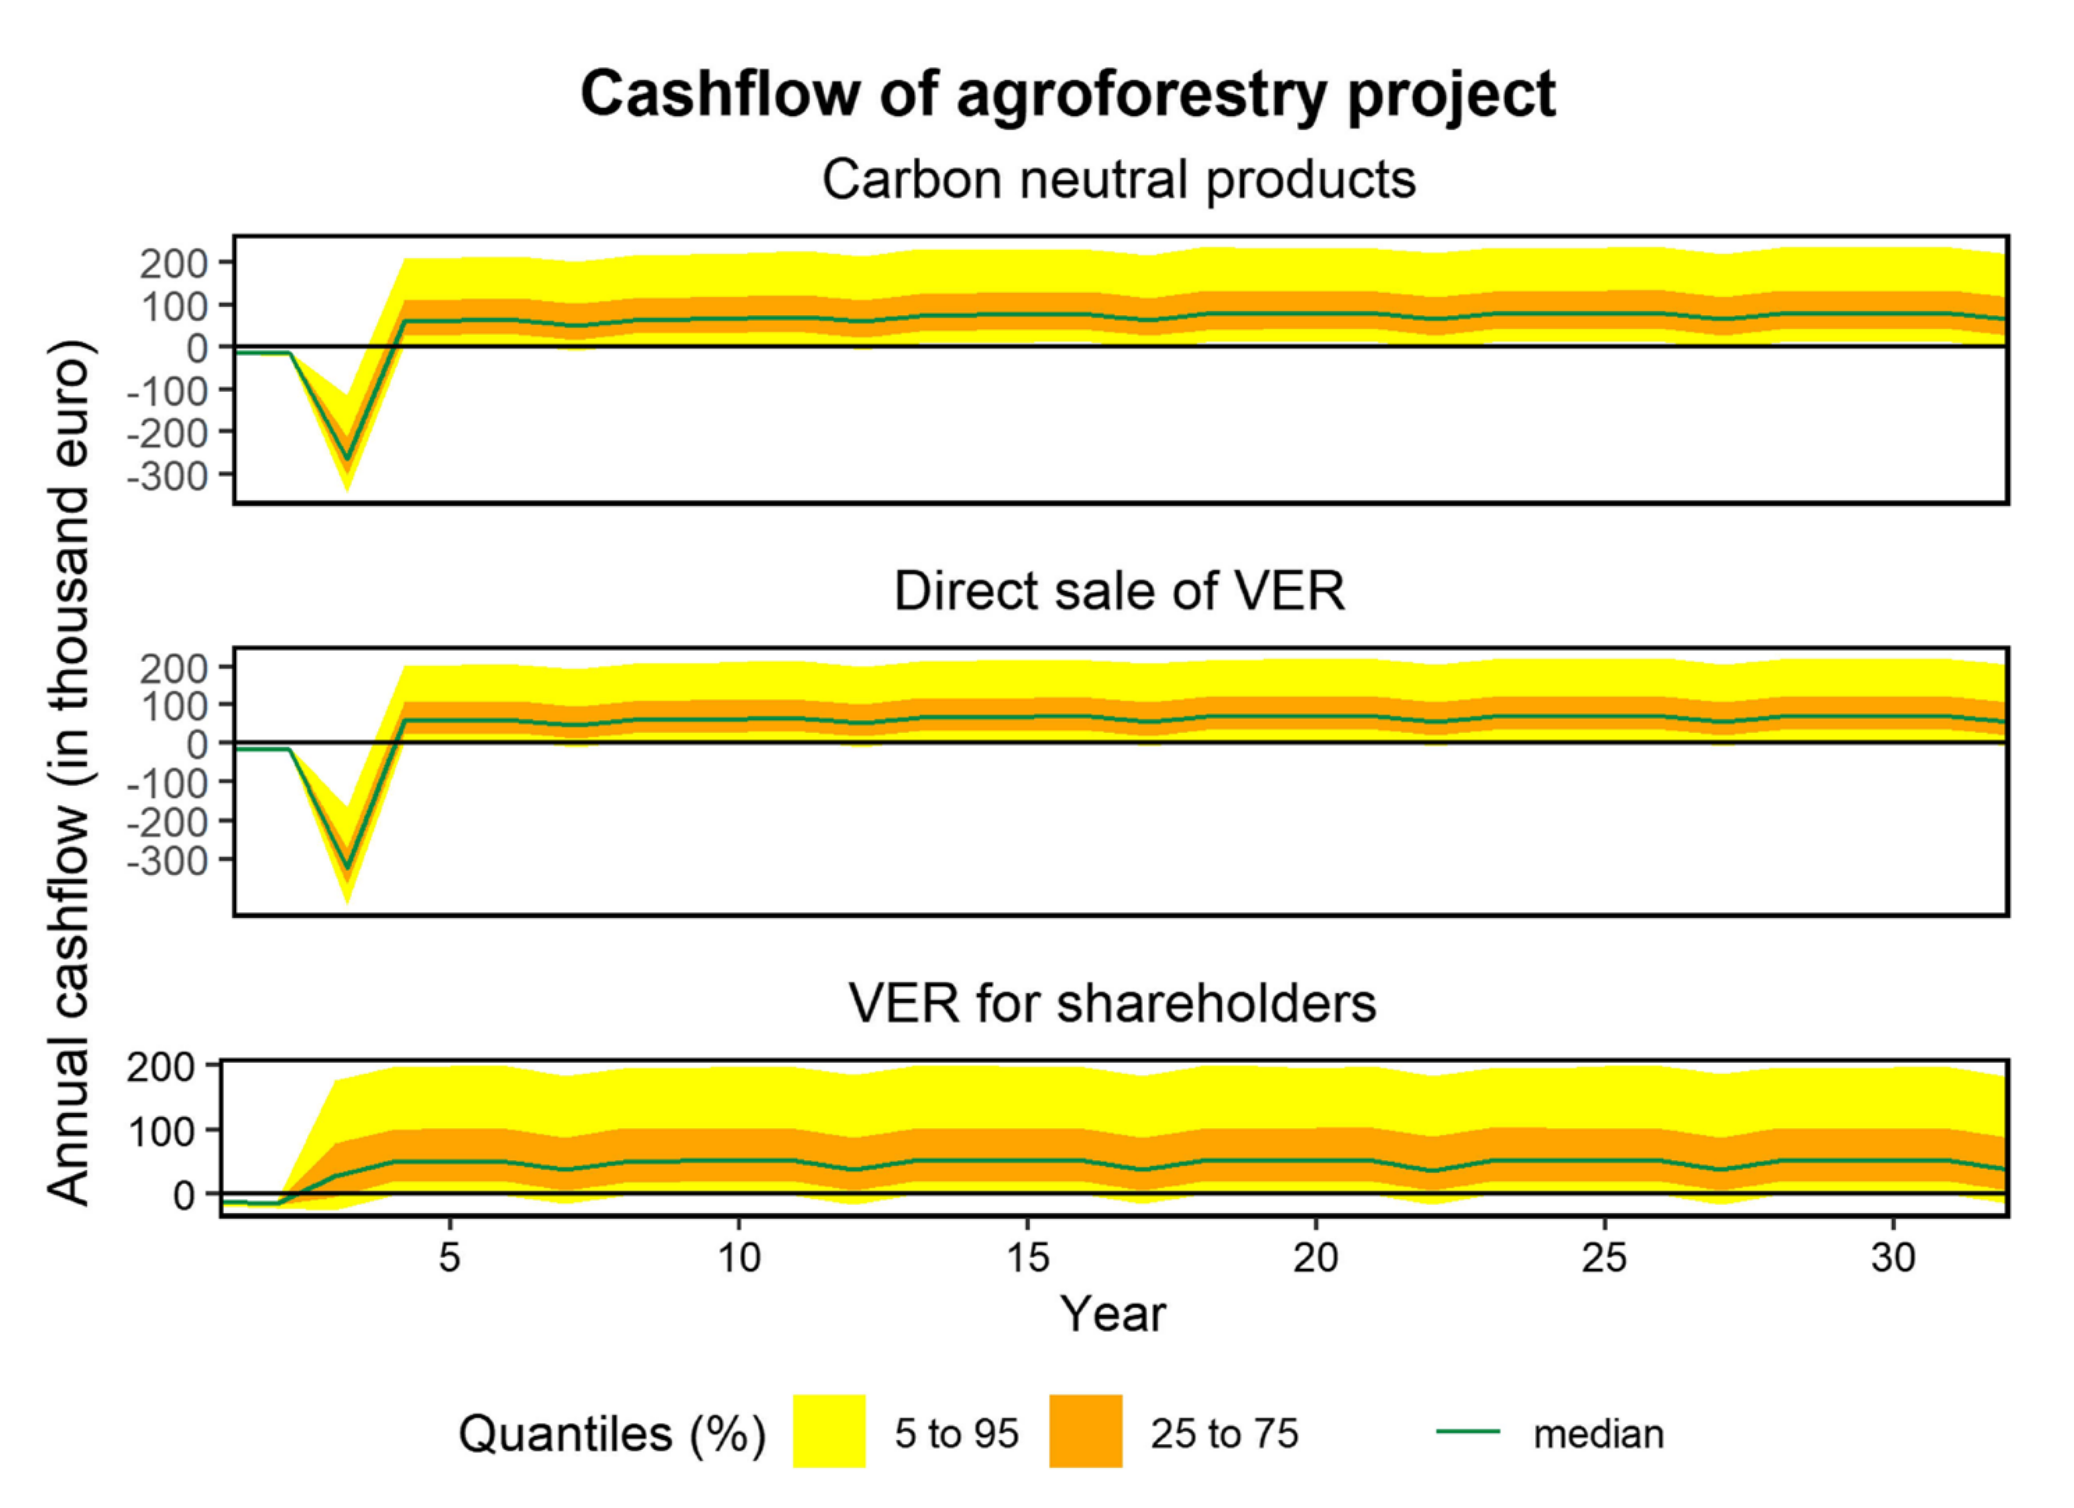 Cashflow of agroforestry project
Carbon neutral products
200
100
0
-100
-200
-300
Direct sale of VER
200
100
0
-100
-200
-300
VER for shareholders
200
100
0
Annual cashflow (in thousand euro)
5 10 15 20 25 30
Year
Quantiles (%) 5 to 95 25 to 75 median